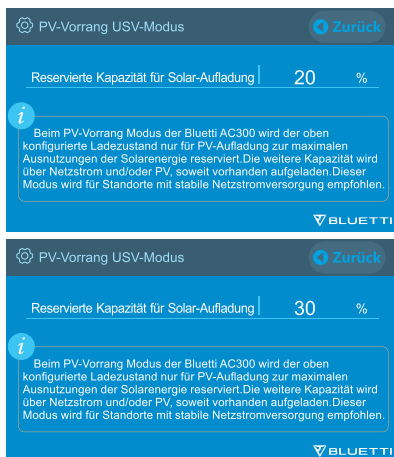 PV-Vorrang USV-Modus Zurück
Reservierte Kapazität für Solar-Aufladung 20 %
i
Beim PV-Vorrang Modus der Bluetti AC300 wird der oben
konfigurierte Ladezustand nur für PV-Aufladung zur maximalen
Ausnutzungen der Solarenergie reserviert.Die weitere Kapazität wird
über Netzstrom und/oder PV, soweit vorhanden aufgeladen.Dieser
Modus wird für Standorte mit stabile Netzstromversorgung empfohlen.
BLUETTI
PV-Vorrang USV-Modus Zurück
Reservierte Kapazität für Solar-Aufladung 30 %
i
Beim PV-Vorrang Modus der Bluetti AC300 wird der oben
konfigurierte Ladezustand nur für PV-Aufladung zur maximalen
Ausnutzungen der Solarenergie reserviert.Die weitere Kapazität wird
über Netzstrom und/oder PV, soweit vorhanden aufgeladen.Dieser
Modus wird für Standorte mit stabile Netzstromversorgung empfohlen.
BLUETTI